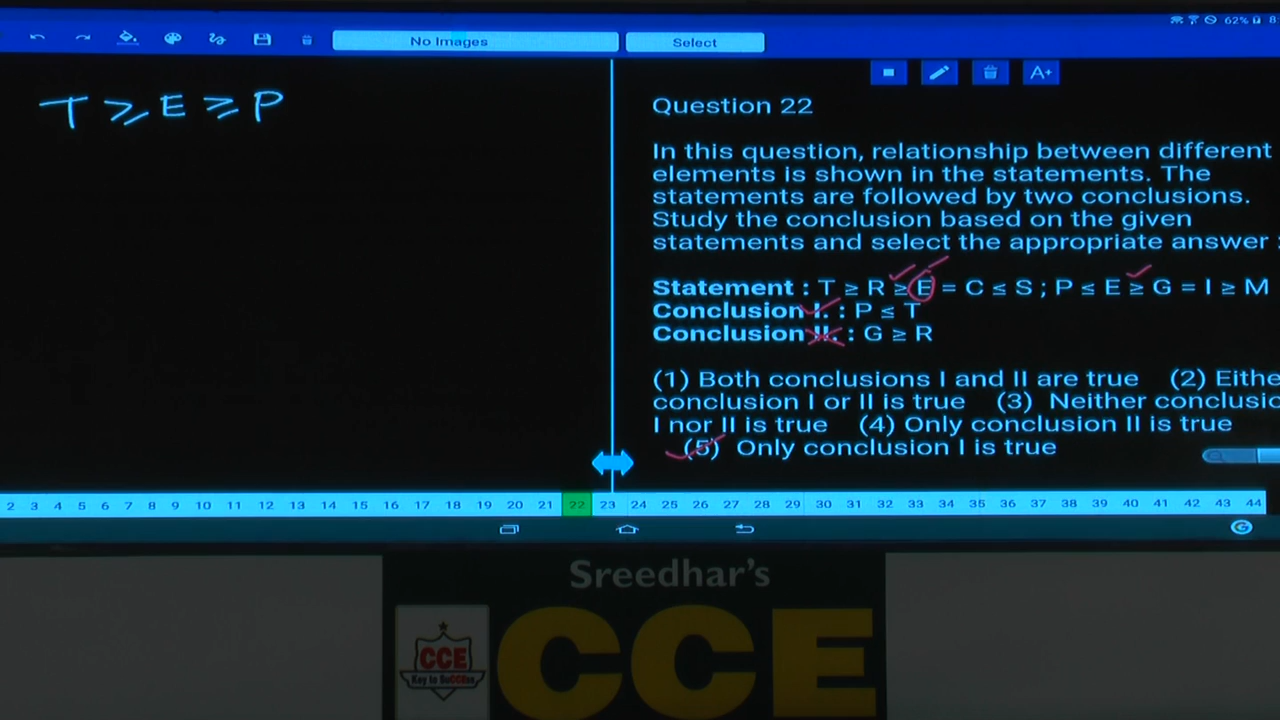 62% 8
No Images
Select
A+
T ≥ E ≥ P
Question 22
In this question, relationship between different
elements is shown in the statements. The
statements are followed by two conclusions.
Study the conclusion based on the given
statements and select the appropriate answer :
Statement : T ≥ R ≥ E = C ≤ S ; P ≤ E ≥ G = I ≥ M
Conclusion I. : P ≤ T
Conclusion II. : G ≥ R
(1) Both conclusions I and II are true (2) Eithe
conclusion I or II is true (3) Neither conclusio
I nor II is true (4) Only conclusion II is true
(5) Only conclusion I is true
2 3 4 5 6 7 8 9 10 11 12 13 14 15 16 17 18 19 20 21 22 23 24 25 26 27 28 29 30 31 32 33 34 35 36 37 38 39 40 41 42 43 44
Sreedhar's
CCE
CCE
Key to SuCCEss